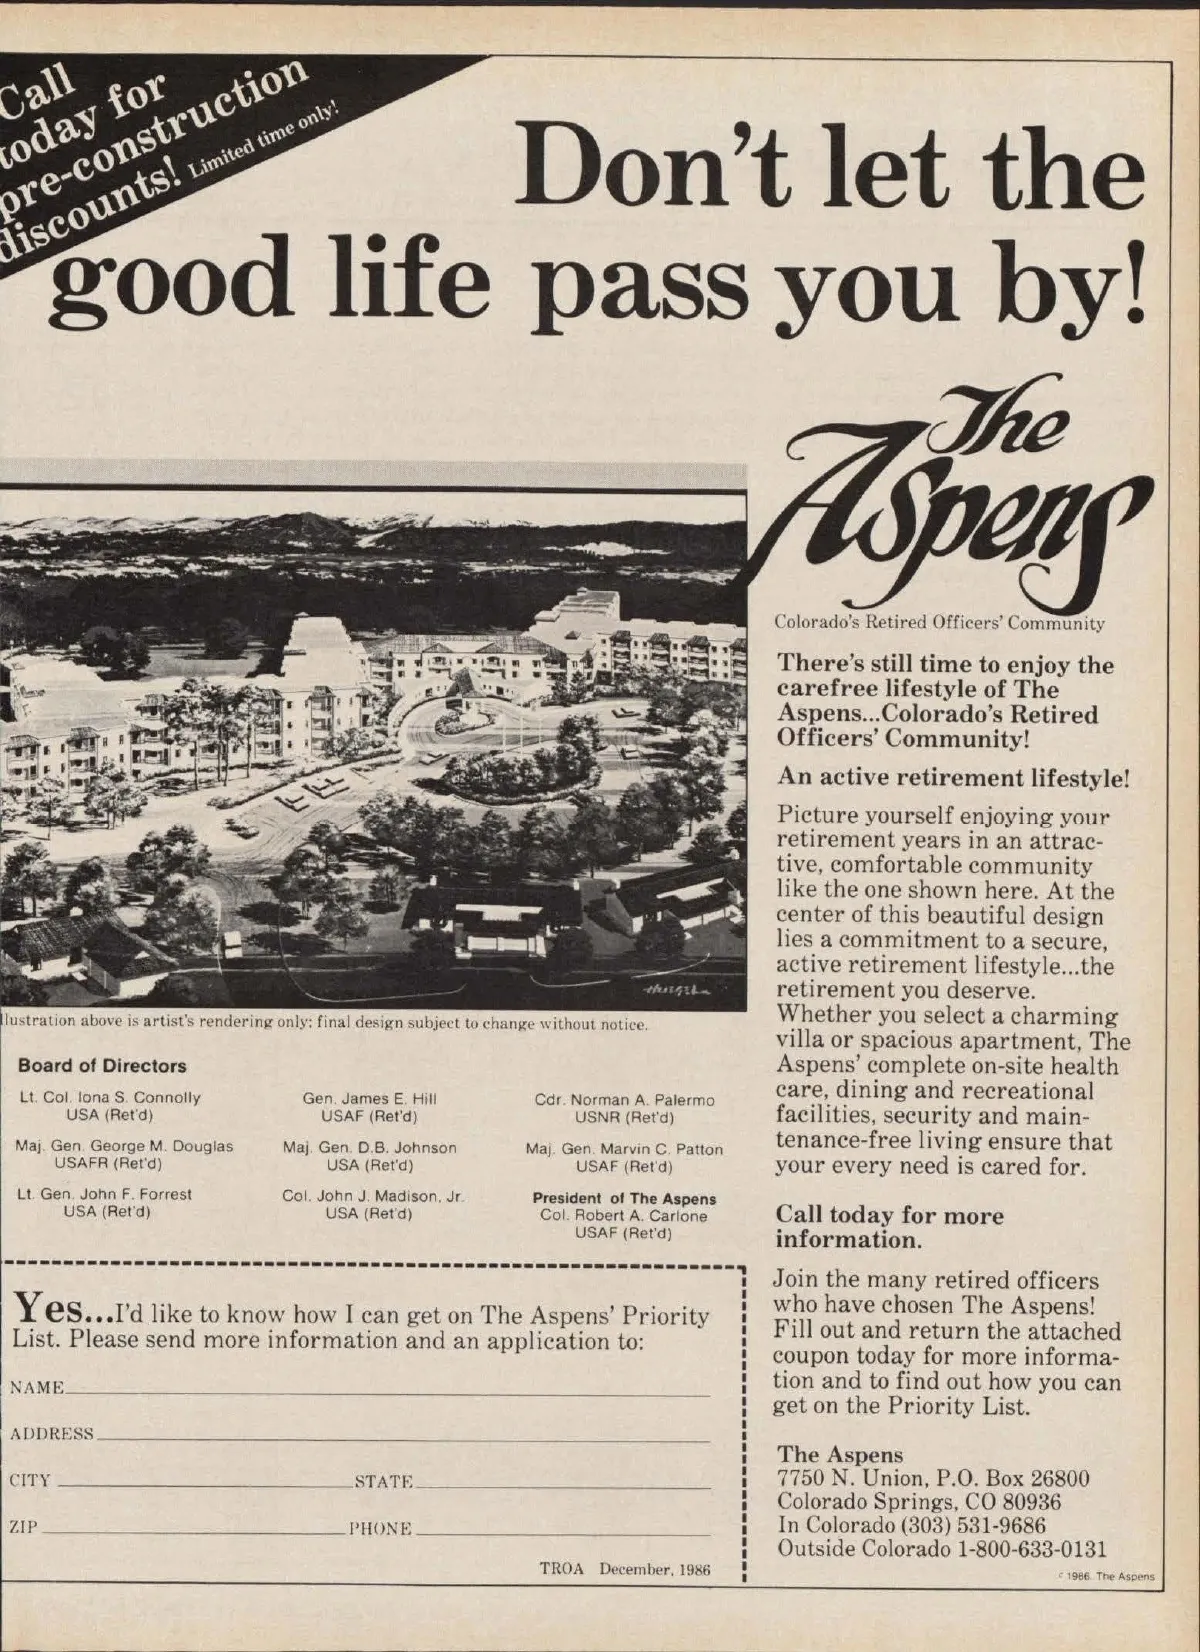 Call
today for
pre-construction
discounts! Limited time only!
Don't let the
good life pass you by!
The
Aspens
Colorado's Retired Officers' Community
There's still time to enjoy the
carefree lifestyle of The
Aspens...Colorado's Retired
Officers' Community!
An active retirement lifestyle!
Picture yourself enjoying your
retirement years in an attrac-
tive, comfortable community
like the one shown here. At the
center of this beautiful design
lies a commitment to a secure,
active retirement lifestyle...the
retirement you deserve.
Whether you select a charming
villa or spacious apartment, The
Aspens' complete on-site health
care, dining and recreational
facilities, security and main-
tenance-free living ensure that
your every need is cared for.
Call today for more
information.
Join the many retired officers
who have chosen The Aspens!
Fill out and return the attached
coupon today for more informa-
tion and to find out how you can
get on the Priority List.
The Aspens
7750 N. Union, P.O. Box 26800
Colorado Springs, CO 80936
In Colorado (303) 531-9686
Outside Colorado 1-800-633-0131
© 1986 The Aspens
llustration above is artist's rendering only: final design subject to change without notice.
Board of Directors
Lt. Col. Iona S. Connolly
USA (Ret'd)
Maj. Gen. George M. Douglas
USAFR (Ret'd)
Lt. Gen. John F. Forrest
USA (Ret'd)
Gen. James E. Hill
USAF (Ret'd)
Maj. Gen. D.B. Johnson
USA (Ret'd)
Col. John J. Madison, Jr.
USA (Ret'd)
Cdr. Norman A. Palermo
USNR (Ret'd)
Maj. Gen. Marvin C. Patton
USAF (Ret'd)
President of The Aspens
Col. Robert A. Carlone
USAF (Ret'd)
Yes...I'd like to know how I can get on The Aspens' Priority
List. Please send more information and an application to:
NAME
ADDRESS
CITY STATE
ZIP PHONE
TROA December, 1986